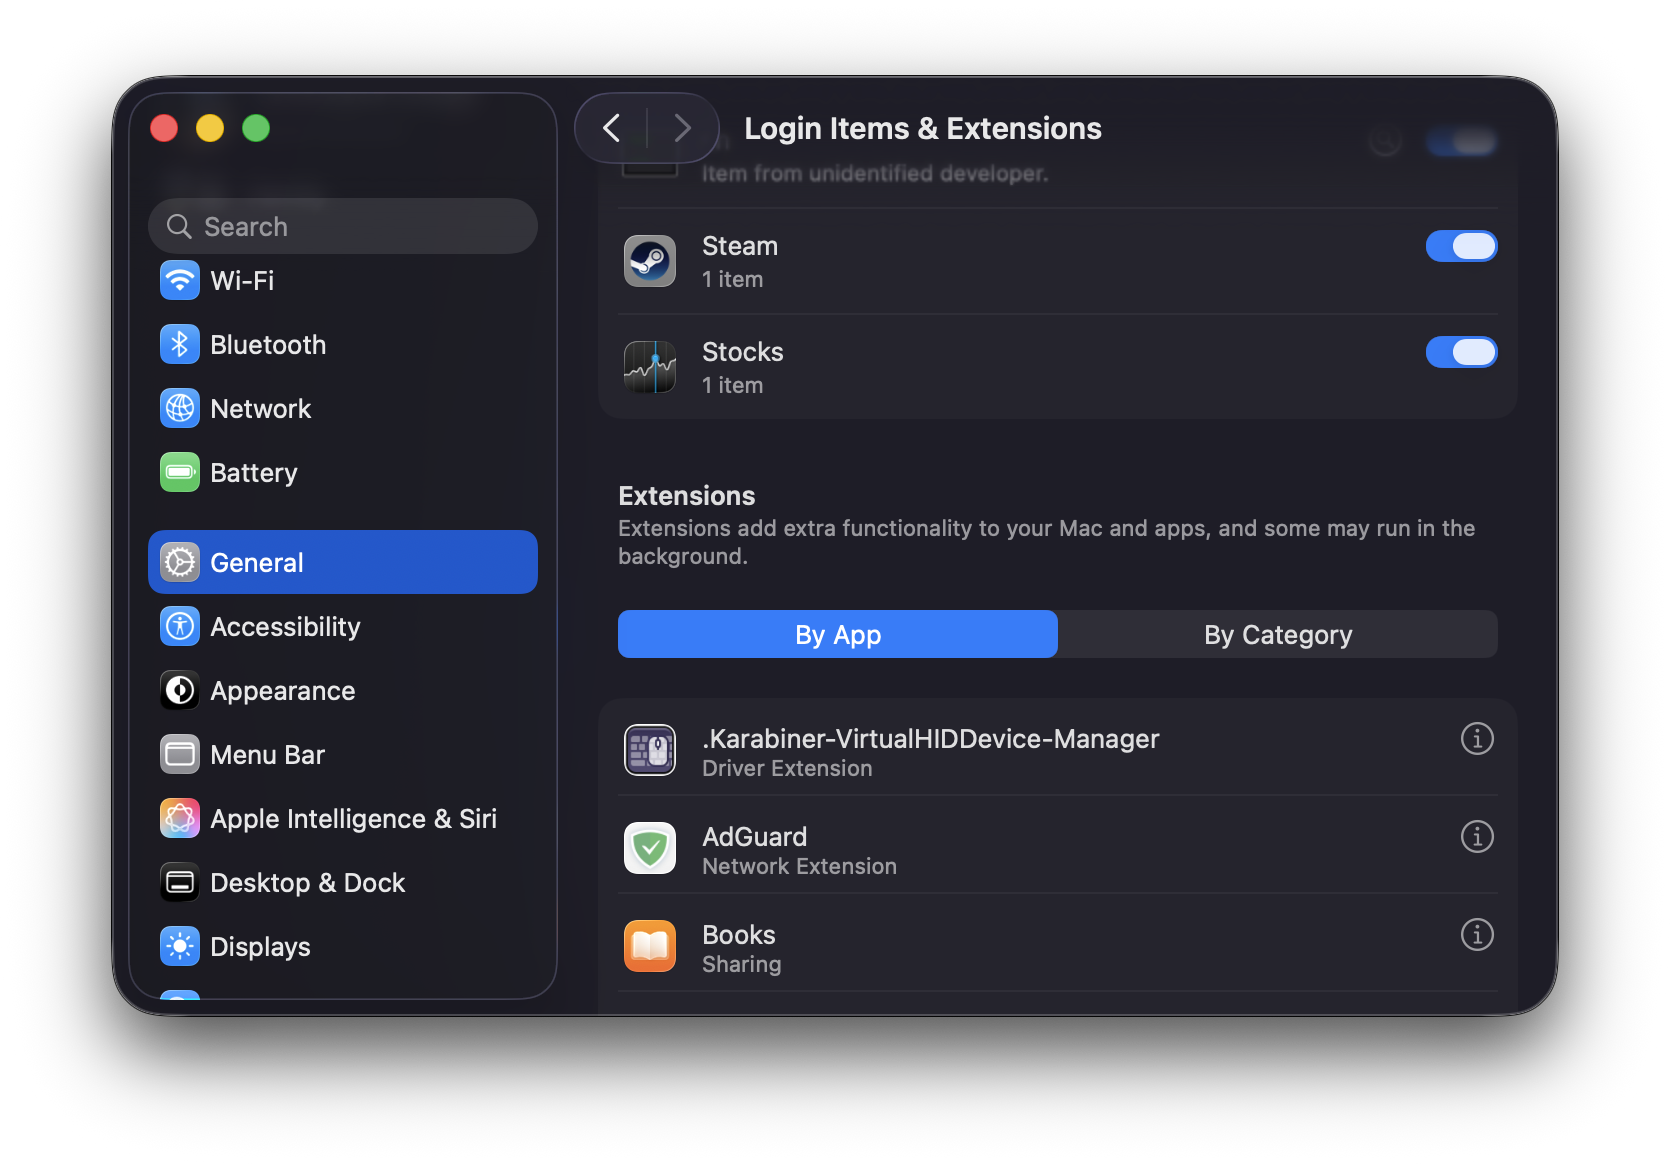 Login Items & Extensions
Search
Wi-Fi
Bluetooth
Network
Battery
General
Accessibility
Appearance
Menu Bar
Apple Intelligence & Siri
Desktop & Dock
Displays
Item from unidentified developer.
Steam
1 item
Stocks
1 item
Extensions
Extensions add extra functionality to your Mac and apps, and some may run in the
background.
By App
By Category
.Karabiner-VirtualHIDDevice-Manager
Driver Extension
AdGuard
Network Extension
Books
Sharing